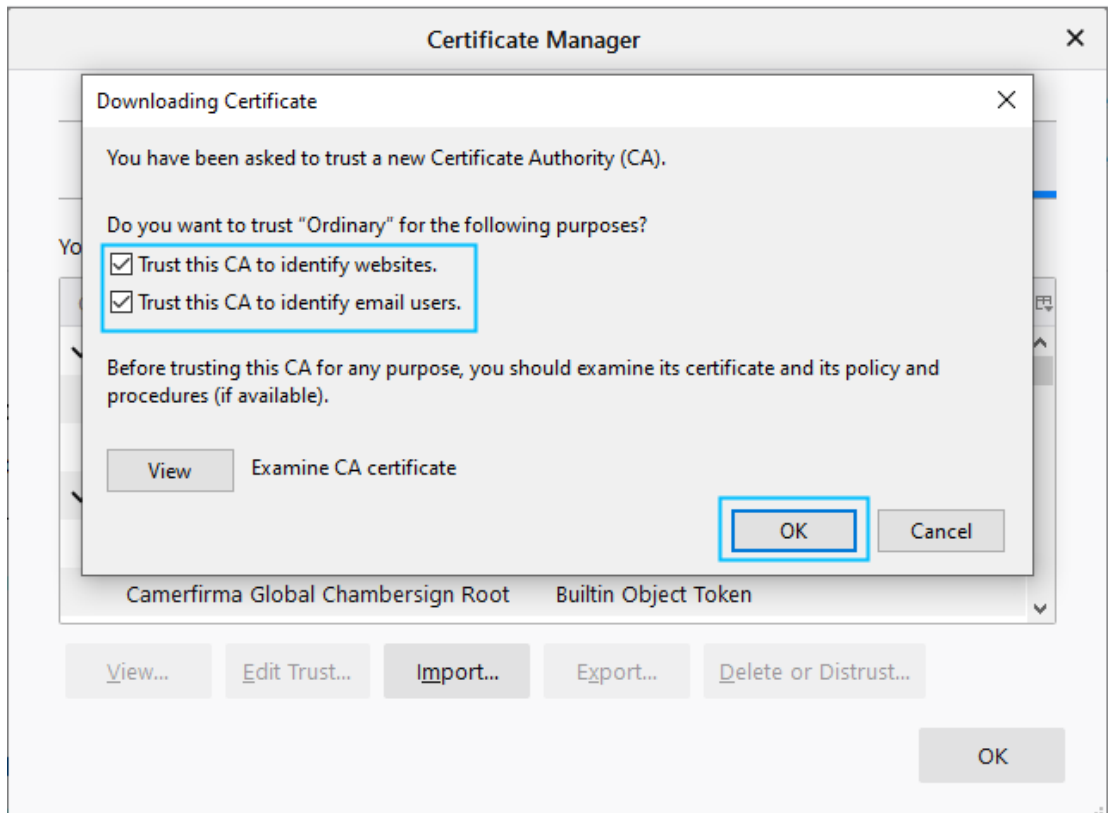 Certificate Manager
Downloading Certificate
You have been asked to trust a new Certificate Authority (CA).
Do you want to trust “Ordinary” for the following purposes?
Yo
Trust this CA to identify websites.
Trust this CA to identify email users.
Before trusting this CA for any purpose, you should examine its certificate and its policy and
procedures (if available).
View Examine CA certificate
OK Cancel
Camerfirma Global Chambersign Root Builtin Object Token
View... Edit Trust... Import... Export... Delete or Distrust...
OK